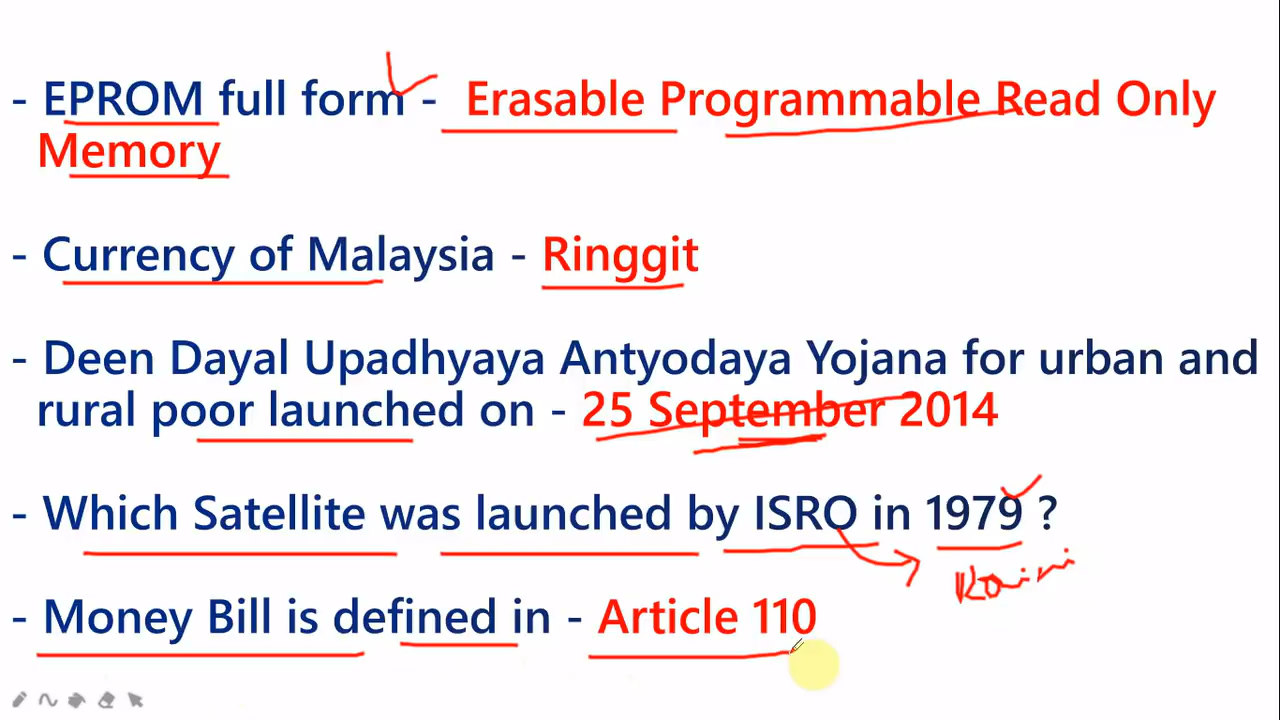 - EPROM full form - Erasable Programmable Read Only
Memory
- Currency of Malaysia - Ringgit
- Deen Dayal Upadhyaya Antyodaya Yojana for urban and
rural poor launched on - 25 September 2014
- Which Satellite was launched by ISRO in 1979 ?
- Money Bill is defined in - Article 110